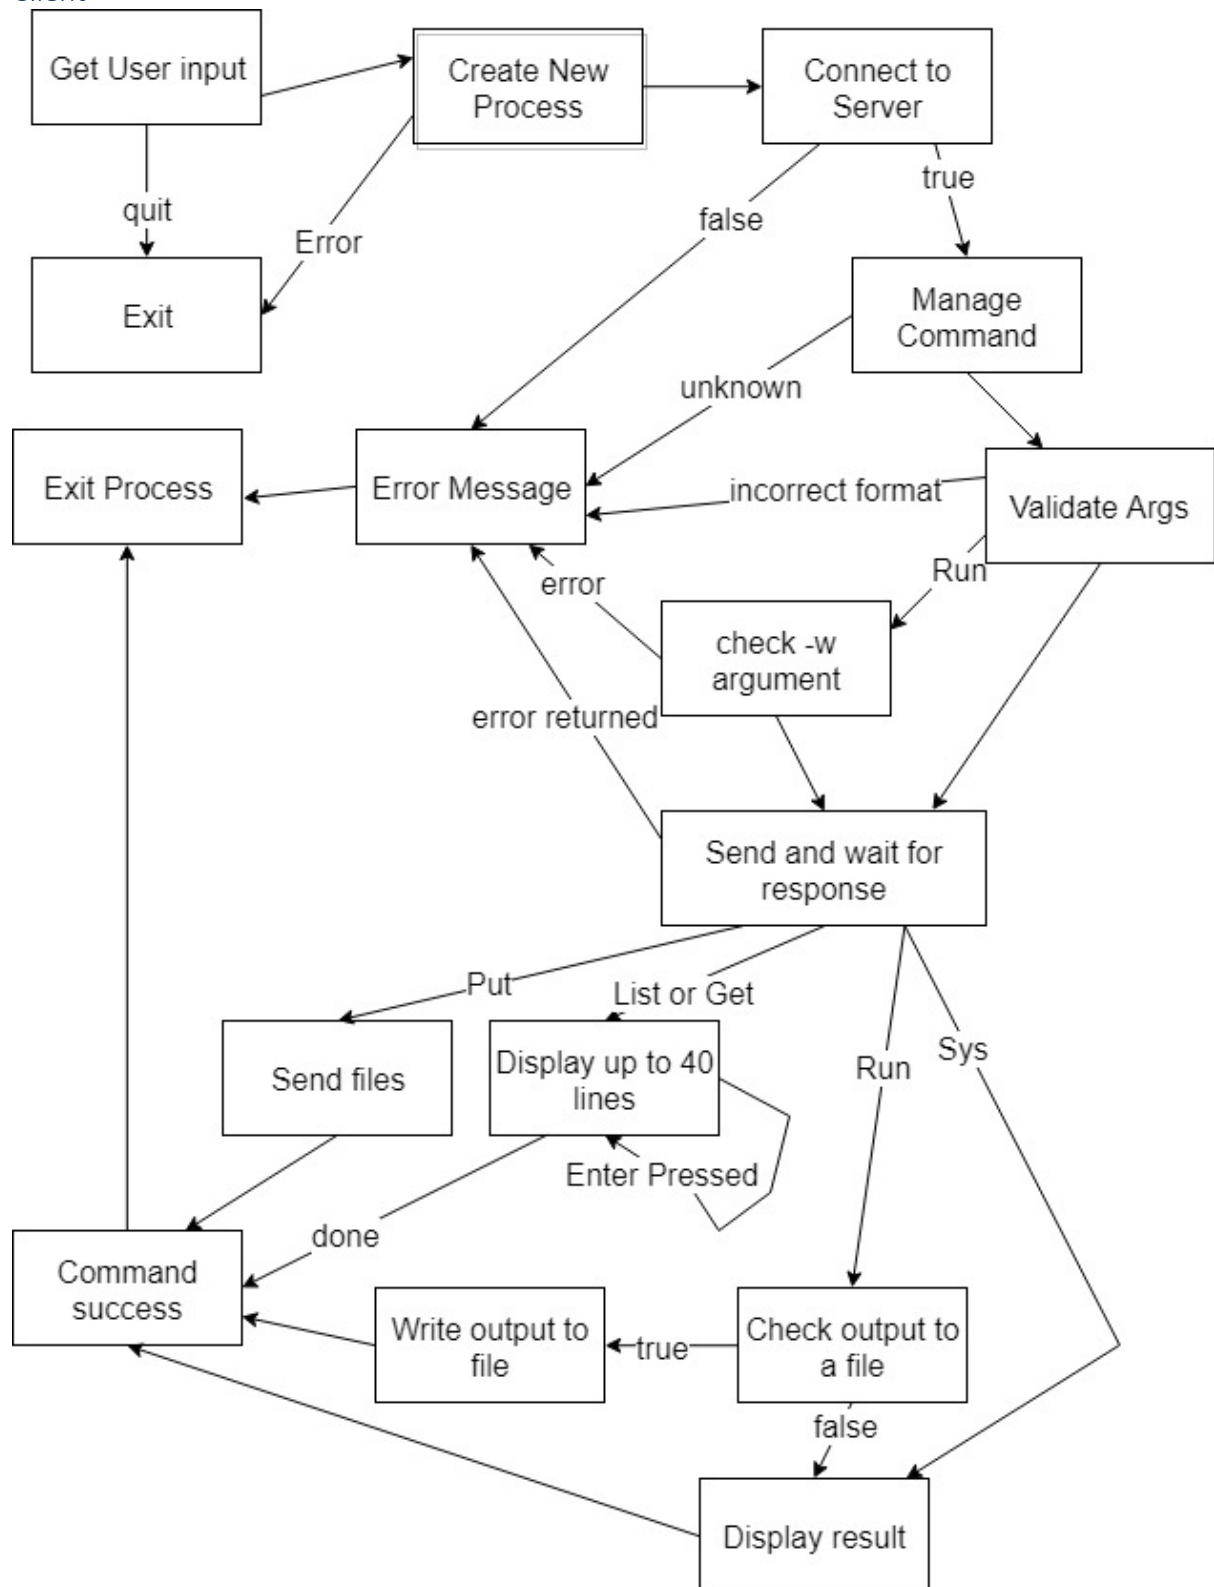 Client
Get User input
Create New
Process
Connect to
Server
true
false
quit
Error
Exit
Manage
Command
unknown
Exit Process
Error Message
incorrect format
Validate Args
Run
error
check -w
argument
error returned
Send and wait for
response
Put
List or Get
Run
Sys
Send files
Display up to 40
lines
Enter Pressed
done
Command
success
Write output to
file
true
Check output to
a file
false
Display result